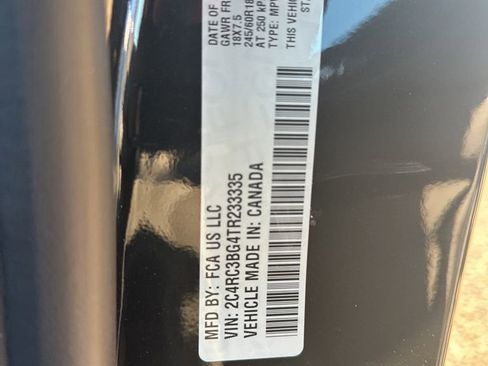 MFD BY: FCA US LLC
VIN: 2C4RC3BG4TR233335
VEHICLE MADE IN: CANADA
DATE OF
GAWR FR
18X7.5
245/60R18
AT 250 kP
TYPE: MP
THIS VEHI
ST